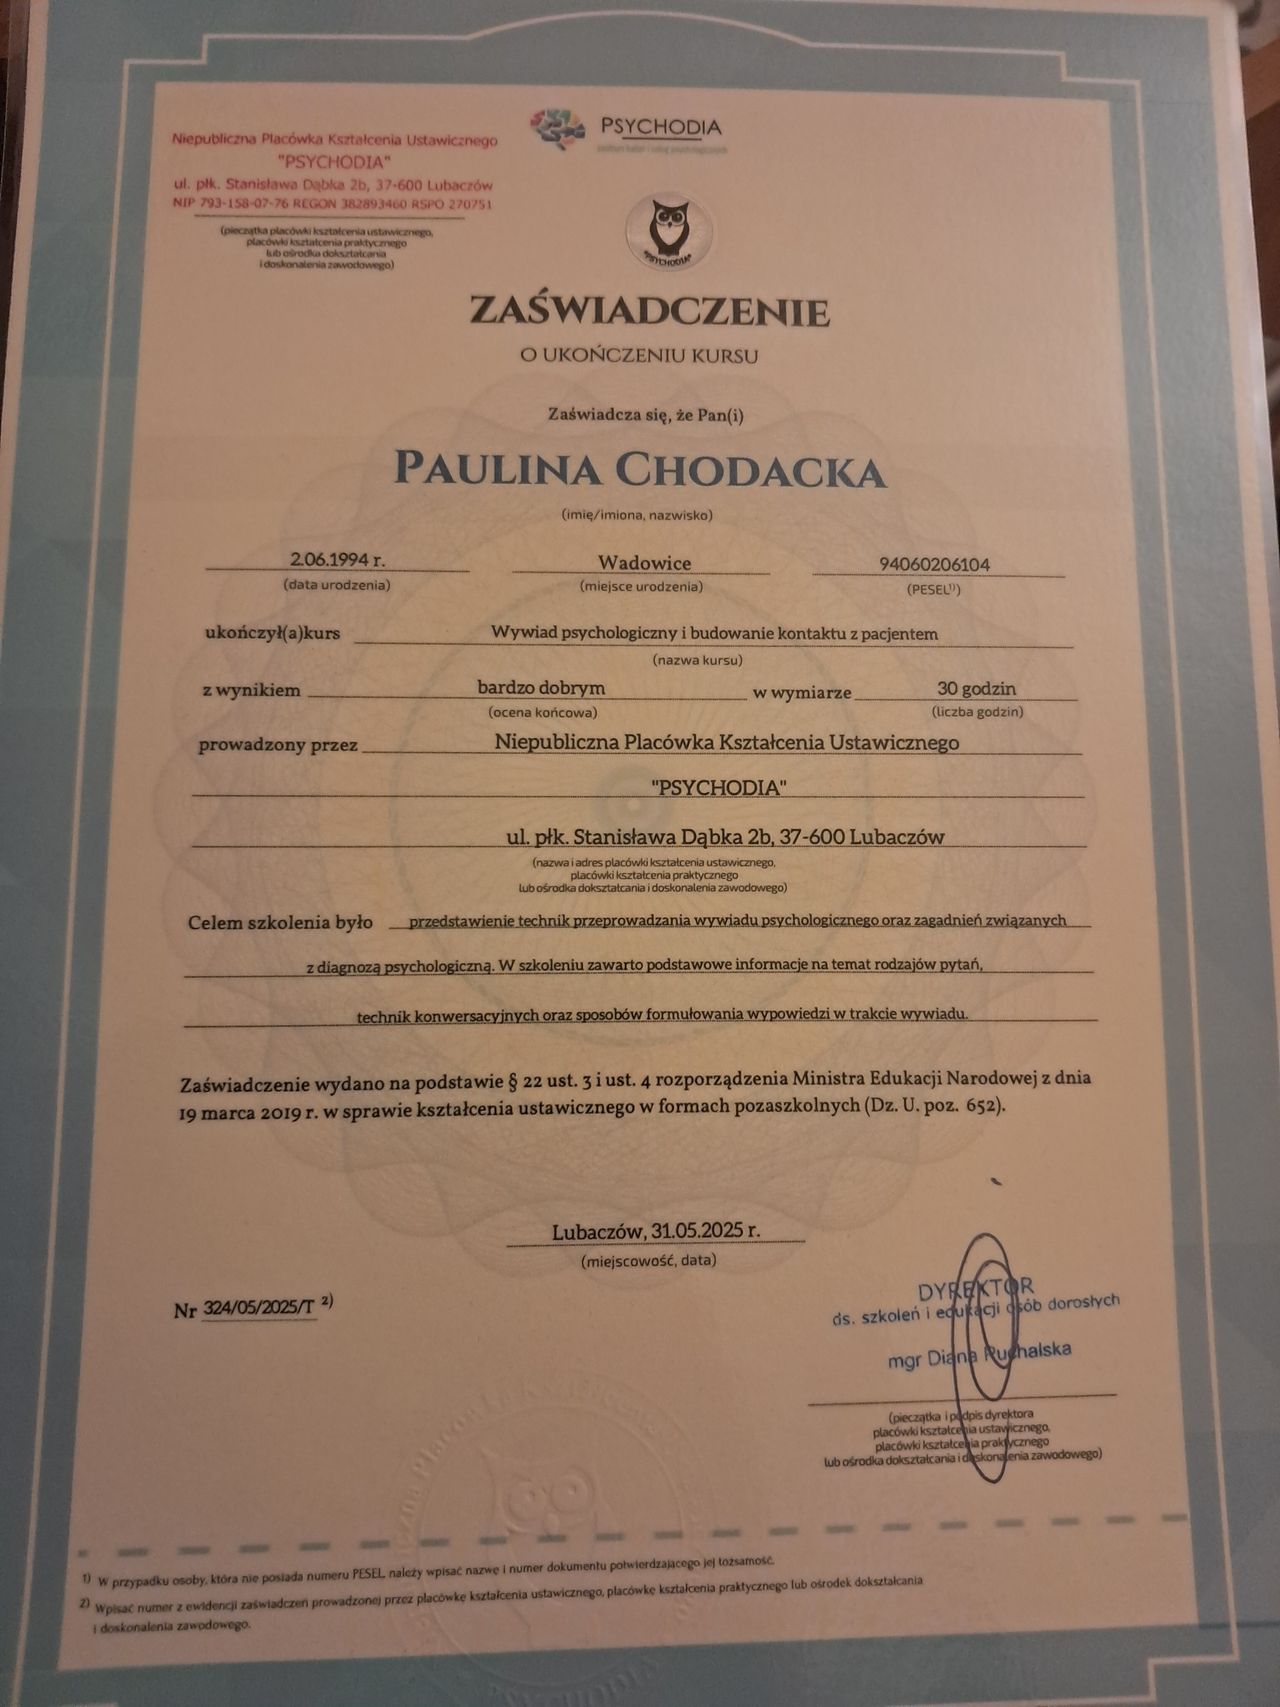 Niepubliczna Placówka Kształcenia Ustawicznego
"PSYCHODIA"
ul. płk. Stanisława Dąbka 2b, 37-600 Lubaczów
NIP 793-158-07-76 REGON 382893460 RSPO 270751
(pieczątka placówki kształcenia ustawicznego,
placówki kształcenia praktycznego
lub ośrodka dokształcania
i doskonalenia zawodowego)
PSYCHODIA
"PSYCHODIA"
ZAŚWIADCZENIE
O UKOŃCZENIU KURSU
Zaświadcza się, że Pan(i)
PAULINA CHODACKA
(imię/imiona, nazwisko)
2.06.1994 r. Wadowice 94060206104
(data urodzenia) (miejsce urodzenia) (PESEL¹⁾)
ukończył(a)kurs Wywiad psychologiczny i budowanie kontaktu z pacjentem
(nazwa kursu)
z wynikiem bardzo dobrym w wymiarze 30 godzin
(ocena końcowa) (liczba godzin)
prowadzony przez Niepubliczna Placówka Kształcenia Ustawicznego
"PSYCHODIA"
ul. płk. Stanisława Dąbka 2b, 37-600 Lubaczów
(nazwa i adres placówki kształcenia ustawicznego,
placówki kształcenia praktycznego
lub ośrodka dokształcania i doskonalenia zawodowego)
Celem szkolenia było przedstawienie technik przeprowadzania wywiadu psychologicznego oraz zagadnień związanych
z diagnozą psychologiczną. W szkoleniu zawarto podstawowe informacje na temat rodzajów pytań,
technik konwersacyjnych oraz sposobów formułowania wypowiedzi w trakcie wywiadu.
Zaświadczenie wydano na podstawie § 22 ust. 3 i ust. 4 rozporządzenia Ministra Edukacji Narodowej z dnia
19 marca 2019 r. w sprawie kształcenia ustawicznego w formach pozaszkolnych (Dz. U. poz. 652).
Lubaczów, 31.05.2025 r.
(miejscowość, data)
Nr 324/05/2025/T ²⁾
DYREKTOR
ds. szkoleń i edukacji osób dorosłych
mgr Diana Puchalska
(pieczątka i podpis dyrektora
placówki kształcenia ustawicznego,
placówki kształcenia praktycznego
lub ośrodka dokształcania i doskonalenia zawodowego)
1) W przypadku osoby, która nie posiada numeru PESEL, należy wpisać nazwę i numer dokumentu potwierdzającego jej tożsamość.
2) Wpisać numer z ewidencji zaświadczeń prowadzonej przez placówkę kształcenia ustawicznego, placówkę kształcenia praktycznego lub ośrodek dokształcania
i doskonalenia zawodowego.